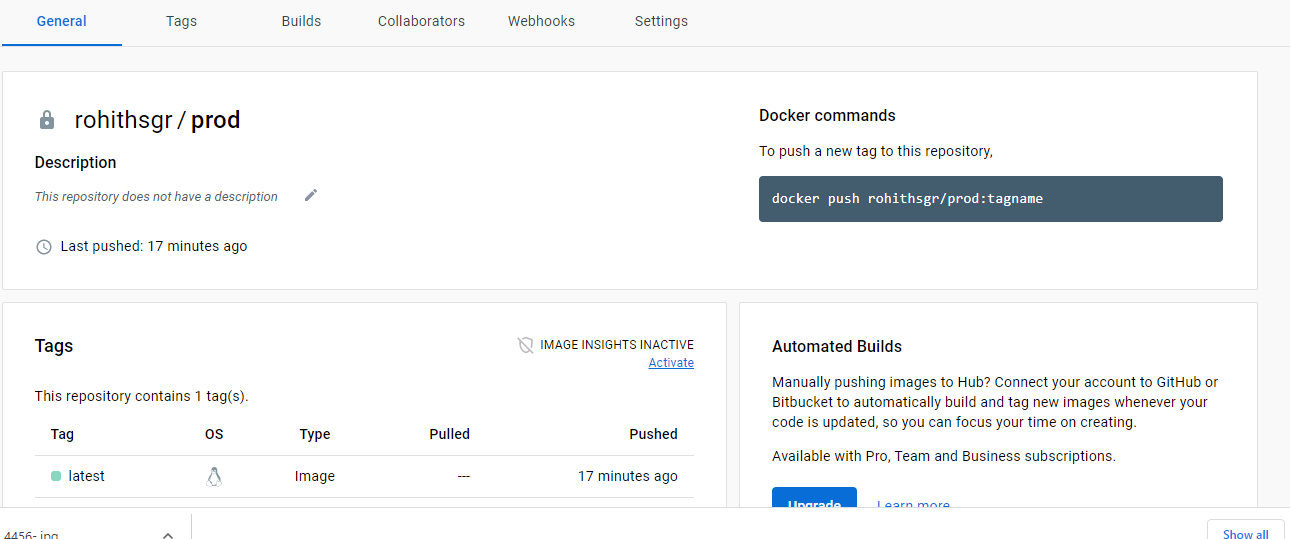 General Tags Builds Collaborators Webhooks Settings
rohithsgr / prod
Description
This repository does not have a description
Last pushed: 17 minutes ago
Docker commands
To push a new tag to this repository,
docker push rohithsgr/prod:tagname
Tags
IMAGE INSIGHTS INACTIVE
Activate
This repository contains 1 tag(s).
Tag OS Type Pulled Pushed
latest Image --- 17 minutes ago
Automated Builds
Manually pushing images to Hub? Connect your account to GitHub or
Bitbucket to automatically build and tag new images whenever your
code is updated, so you can focus your time on creating.
Available with Pro, Team and Business subscriptions.
Upgrade Learn more
4456-.jpg
Show all